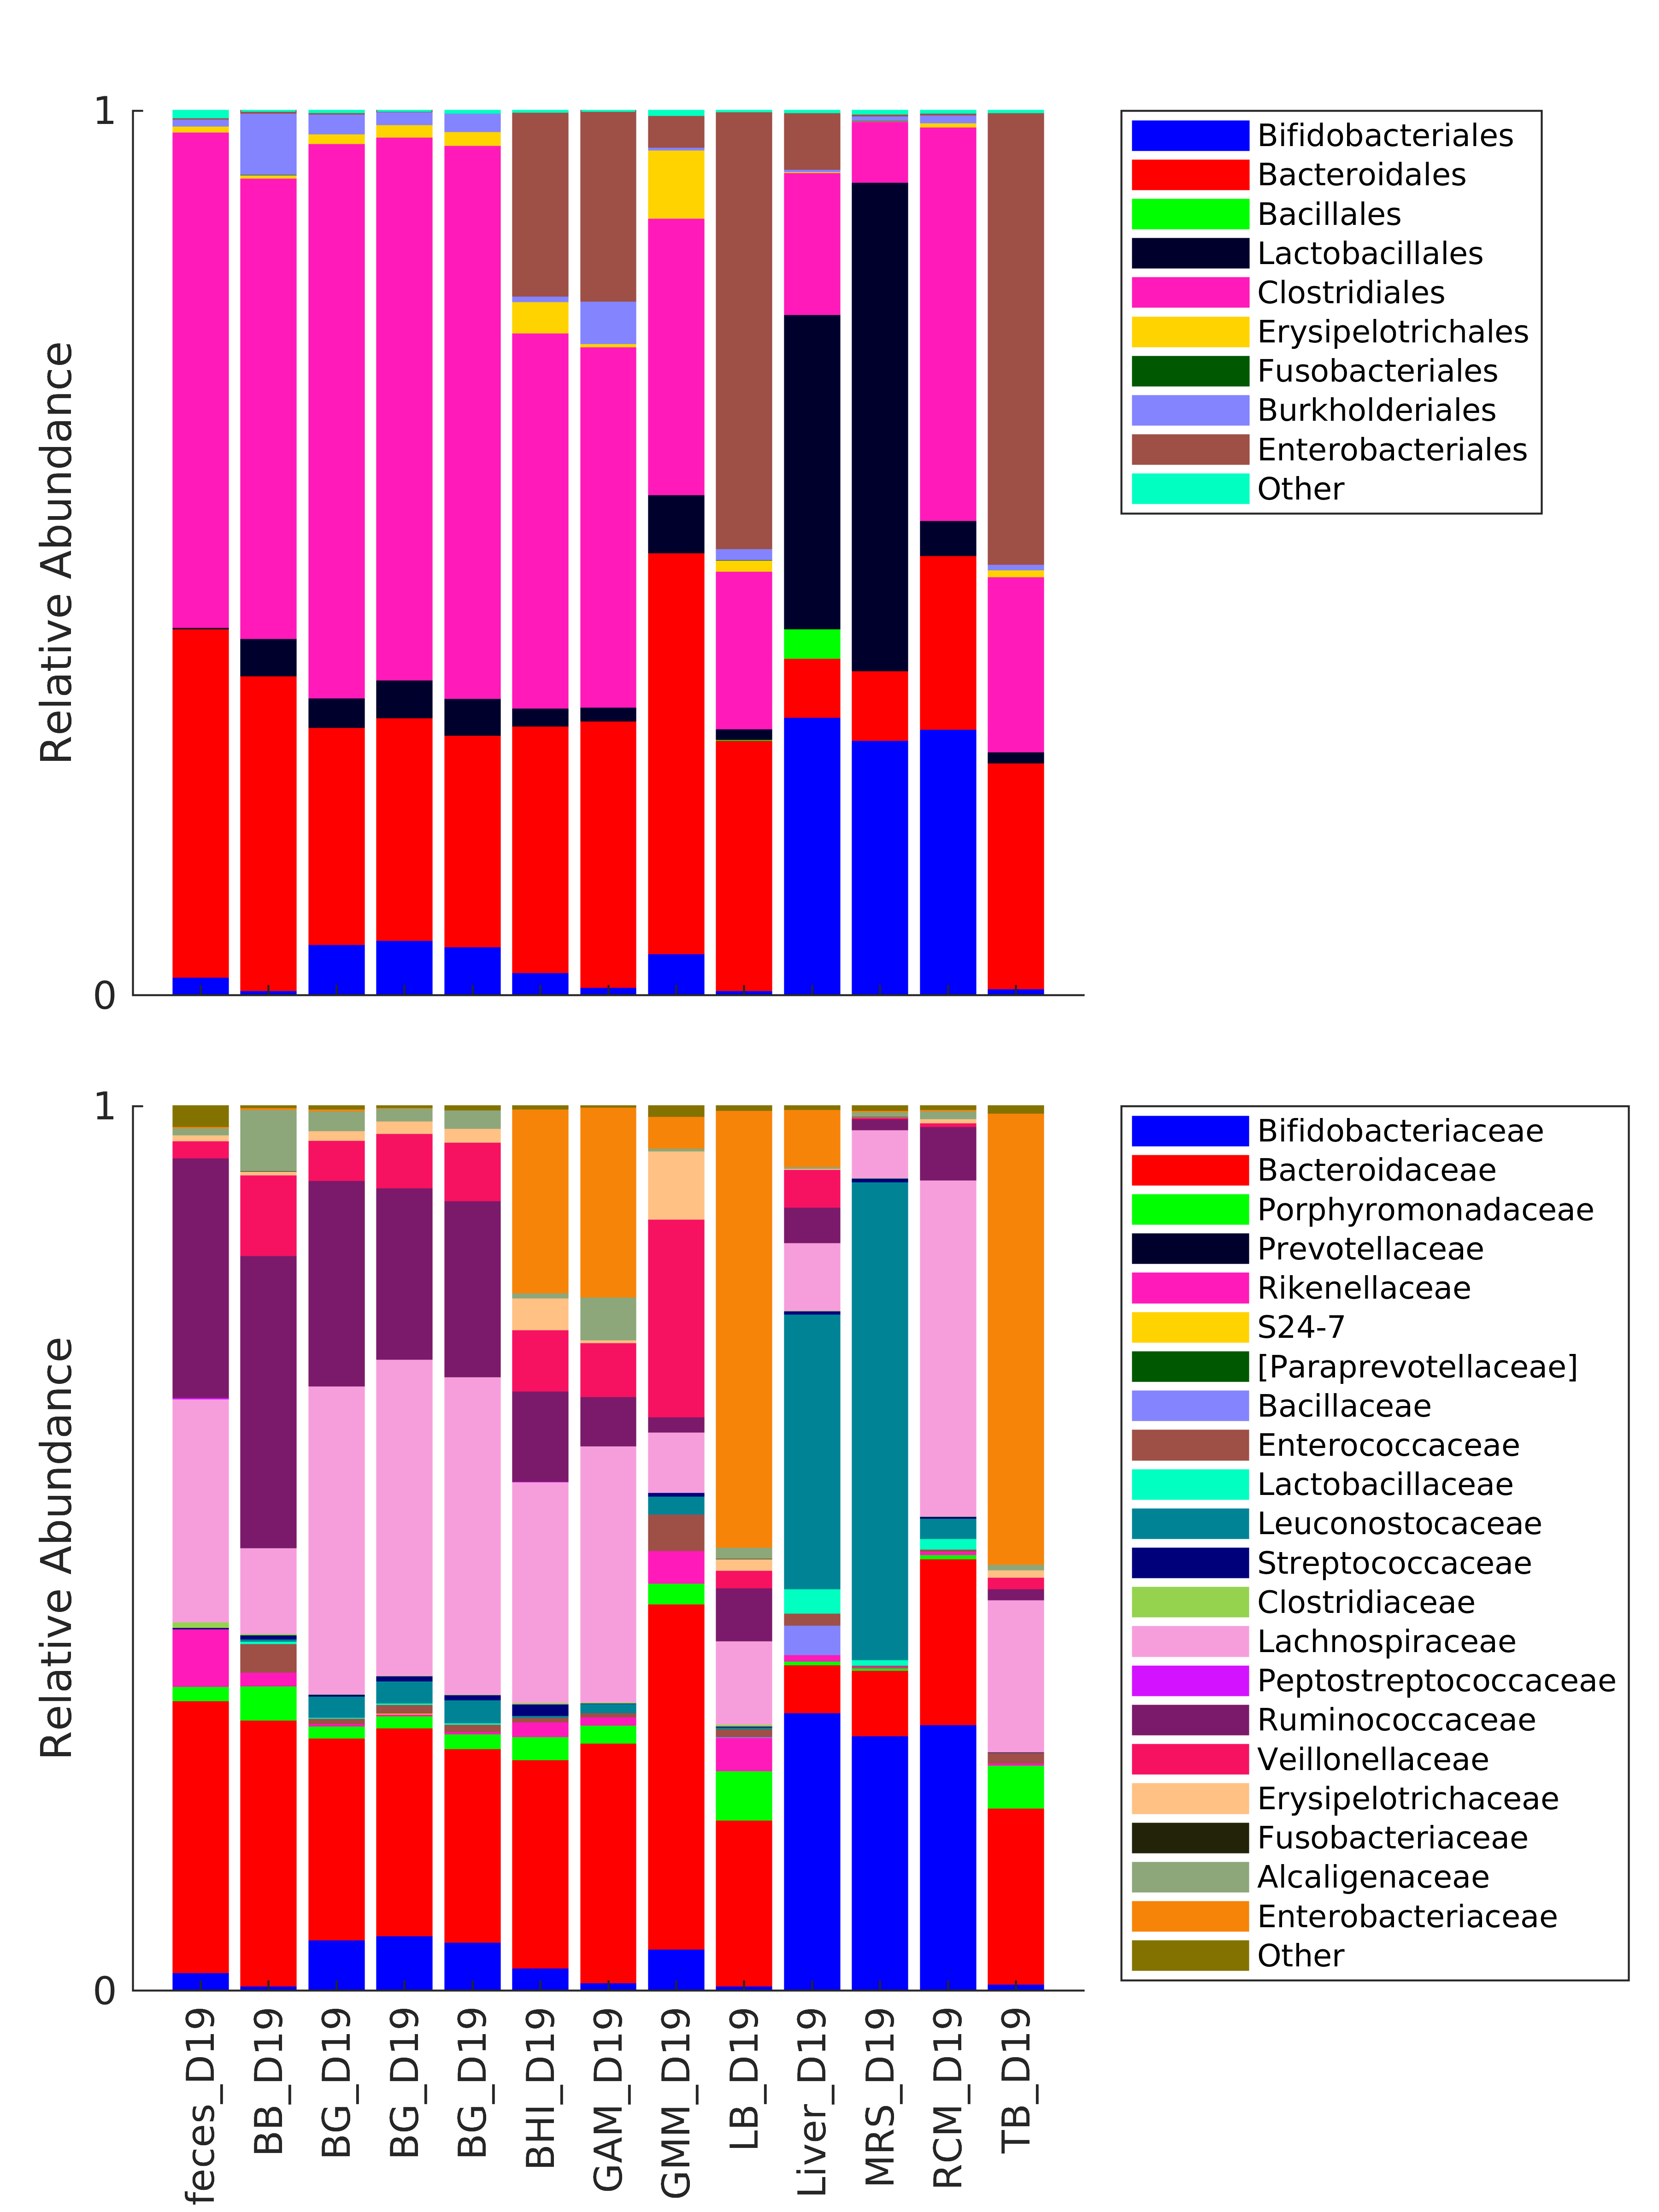 1
0
Relative Abundance
Bifidobacteriales
Bacteroidales
Bacillales
Lactobacillales
Clostridiales
Erysipelotrichales
Fusobacteriales
Burkholderiales
Enterobacteriales
Other
1
0
Relative Abundance
Bifidobacteriaceae
Bacteroidaceae
Porphyromonadaceae
Prevotellaceae
Rikenellaceae
S24-7
[Paraprevotellaceae]
Bacillaceae
Enterococcaceae
Lactobacillaceae
Leuconostocaceae
Streptococcaceae
Clostridiaceae
Lachnospiraceae
Peptostreptococcaceae
Ruminococcaceae
Veillonellaceae
Erysipelotrichaceae
Fusobacteriaceae
Alcaligenaceae
Enterobacteriaceae
Other
feces_D19
BB_D19
BG_D19
BG_D19
BG_D19
BHI_D19
GAM_D19
GMM_D19
LB_D19
Liver_D19
MRS_D19
RCM_D19
TB_D19